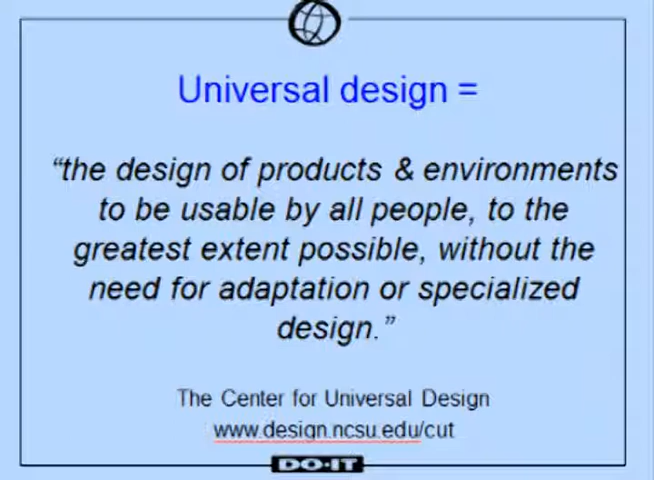 Universal design =
“the design of products & environments
to be usable by all people, to the
greatest extent possible, without the
need for adaptation or specialized
design.”
The Center for Universal Design
www.design.ncsu.edu/cut
DO-IT